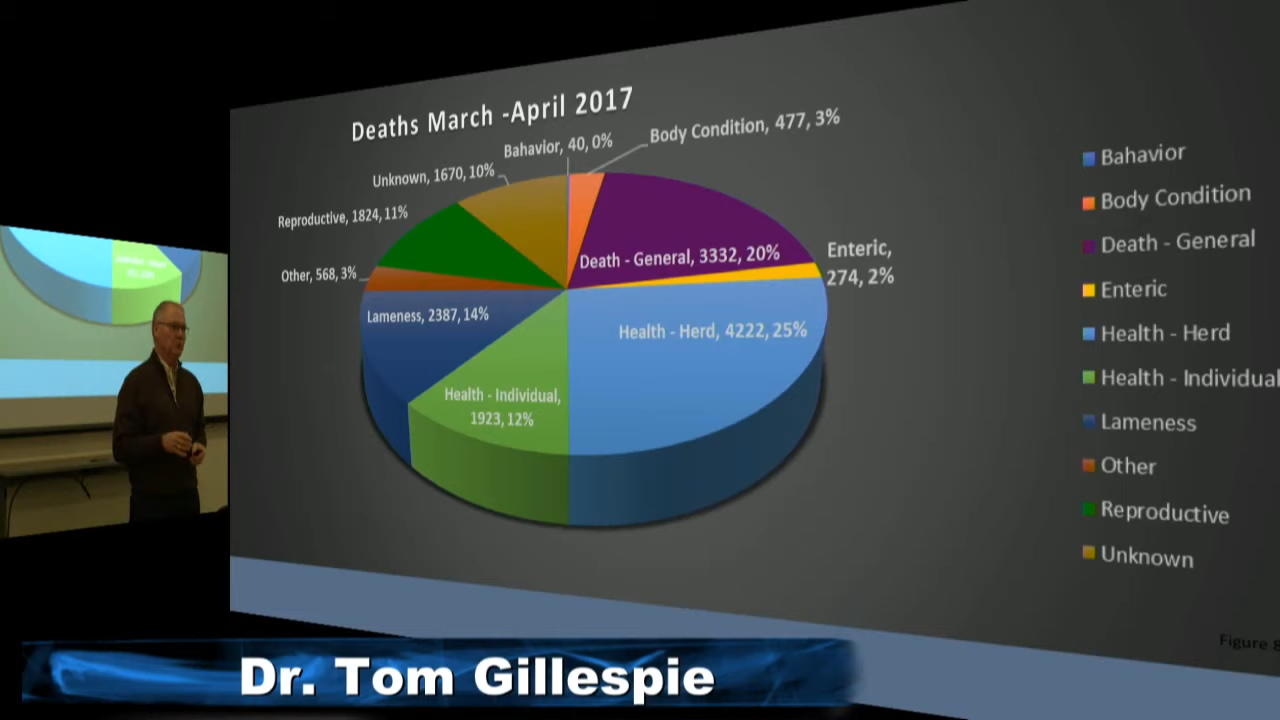 Deaths March -April 2017
Bahavior, 40, 0%
Body Condition, 477, 3%
Unknown, 1670, 10%
Reproductive, 1824, 11%
Other, 568, 3%
Death - General, 3332, 20%
Enteric,
274, 2%
Lameness, 2387, 14%
Health - Herd, 4222, 25%
Health - Individual,
1923, 12%
Bahavior
Body Condition
Death - General
Enteric
Health - Herd
Health - Individual
Lameness
Other
Reproductive
Unknown
Figure
Dr. Tom Gillespie